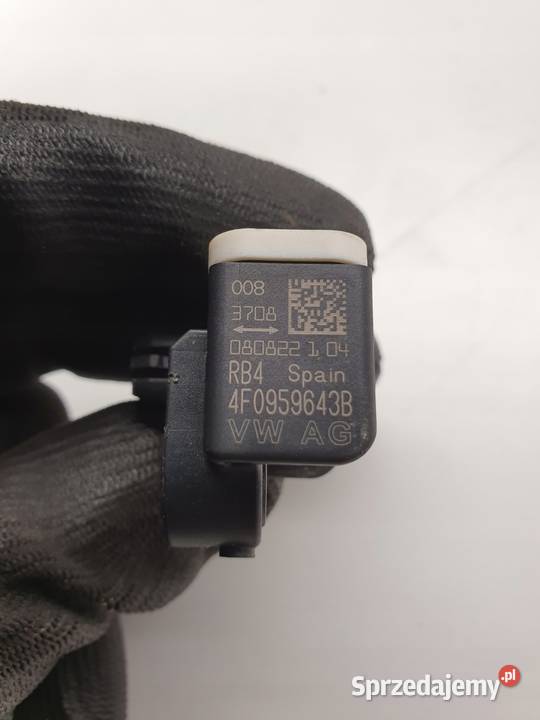 008
3708
080822 1 04
RB4 Spain
4F0959643B
VW AG
Sprzedajemy.pl